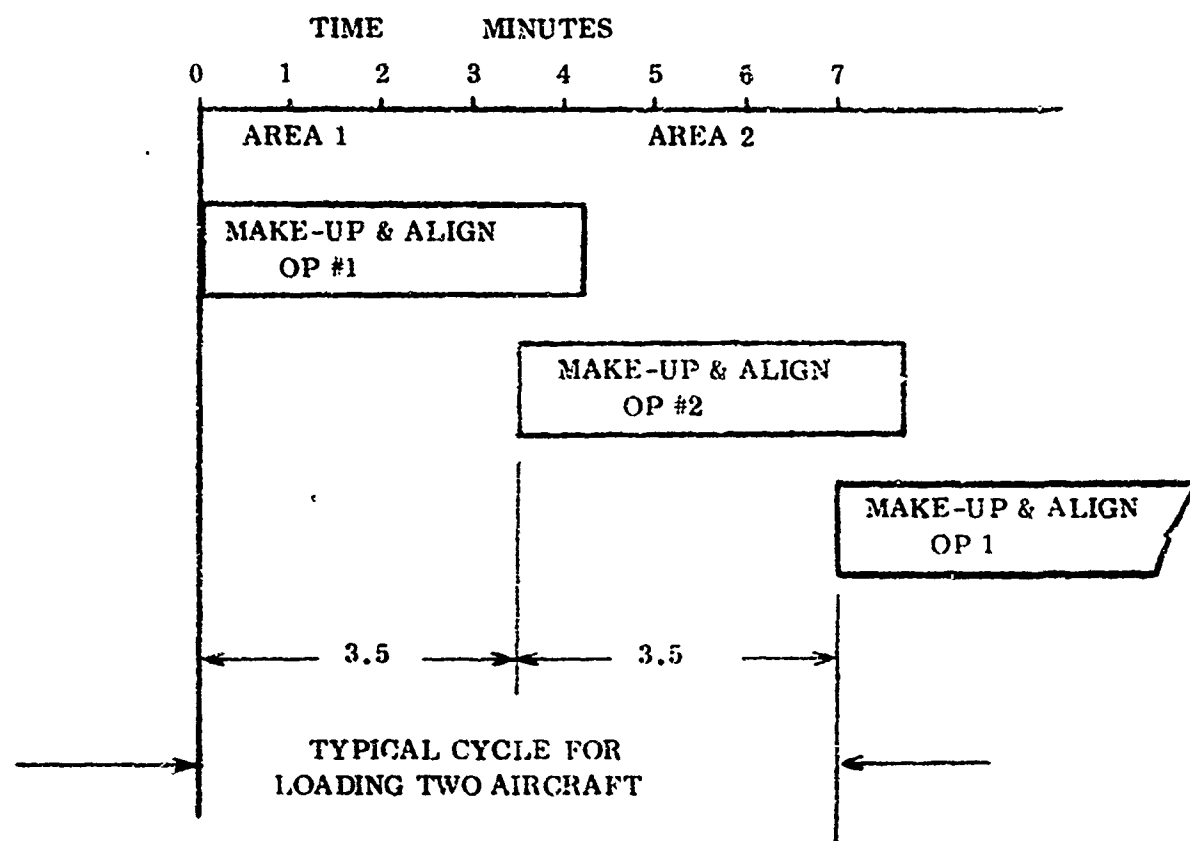 TIME MINUTES
0 1 2 3 4 5 6 7
AREA 1 AREA 2
MAKE-UP & ALIGN
OP #1
MAKE-UP & ALIGN
OP #2
MAKE-UP & ALIGN
OP 1
3.5 3.5
TYPICAL CYCLE FOR
LOADING TWO AIRCRAFT